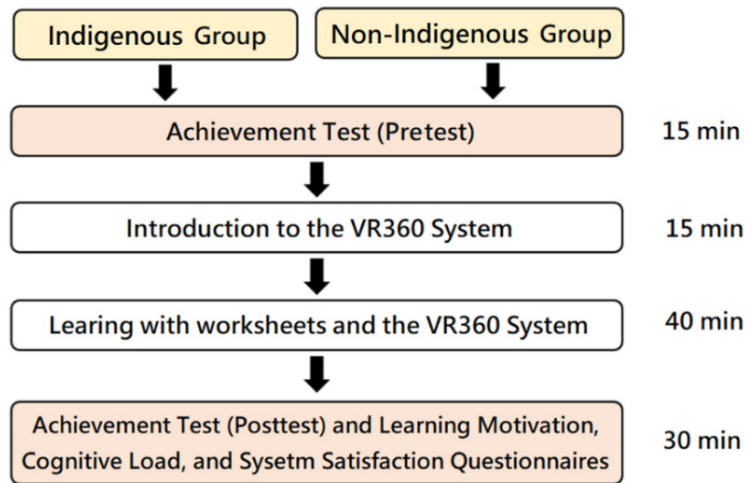 Indigenous Group
Non-Indigenous Group
Achievement Test (Pretest)
15 min
Introduction to the VR360 System
15 min
Learing with worksheets and the VR360 System
40 min
Achievement Test (Posttest) and Learning Motivation,
Cognitive Load, and Sysetm Satisfaction Questionnaires
30 min